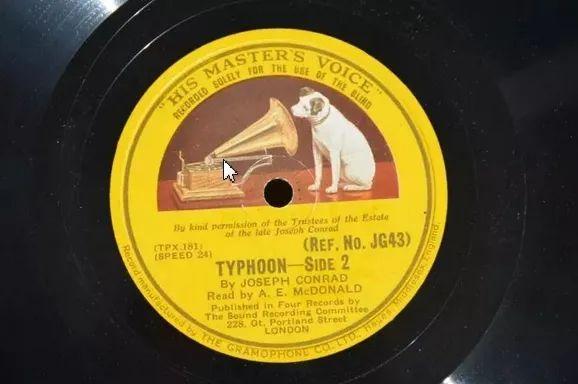 "HIS MASTER'S VOICE"
RECORDED SOLELY FOR THE USE OF THE BLIND
By kind permission of the Trustees of the Estate
of the late Joseph Conrad
(TPX.181)
(SPEED 24)
(REF. No. JG43)
TYPHOON—SIDE 2
By JOSEPH CONRAD
Read by A. E. McDONALD
Published in Four Records by
The Sound Recording Committee
228, Gt. Portland Street
LONDON
Record manufactured by THE GRAMOPHONE CO., LTD., Hayes, Middlesex, England.